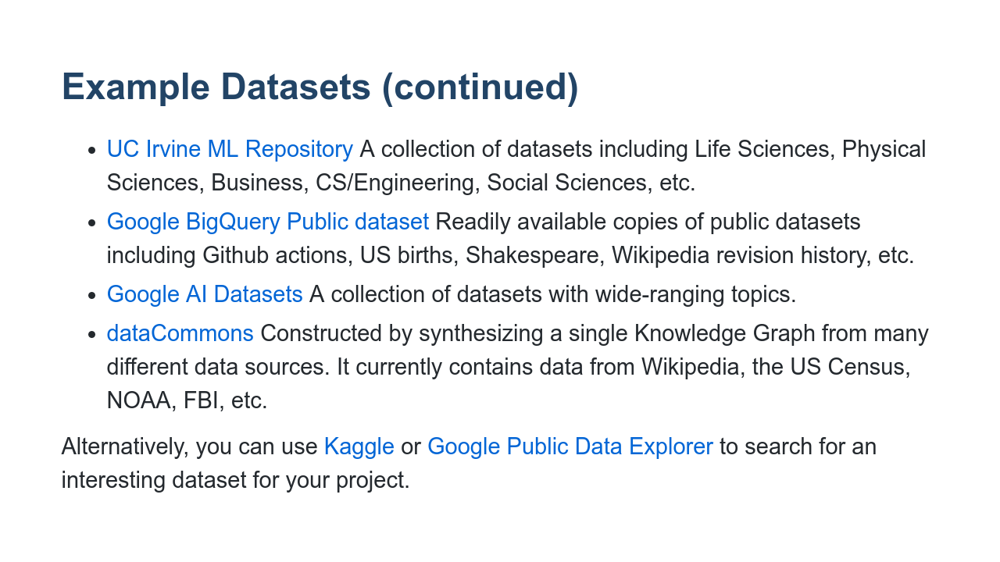 Example Datasets (continued)
UC Irvine ML Repository A collection of datasets including Life Sciences, Physical
Sciences, Business, CS/Engineering, Social Sciences, etc.
Google BigQuery Public dataset Readily available copies of public datasets
including Github actions, US births, Shakespeare, Wikipedia revision history, etc.
Google AI Datasets A collection of datasets with wide-ranging topics.
dataCommons Constructed by synthesizing a single Knowledge Graph from many
different data sources. It currently contains data from Wikipedia, the US Census,
NOAA, FBI, etc.
Alternatively, you can use Kaggle or Google Public Data Explorer to search for an
interesting dataset for your project.